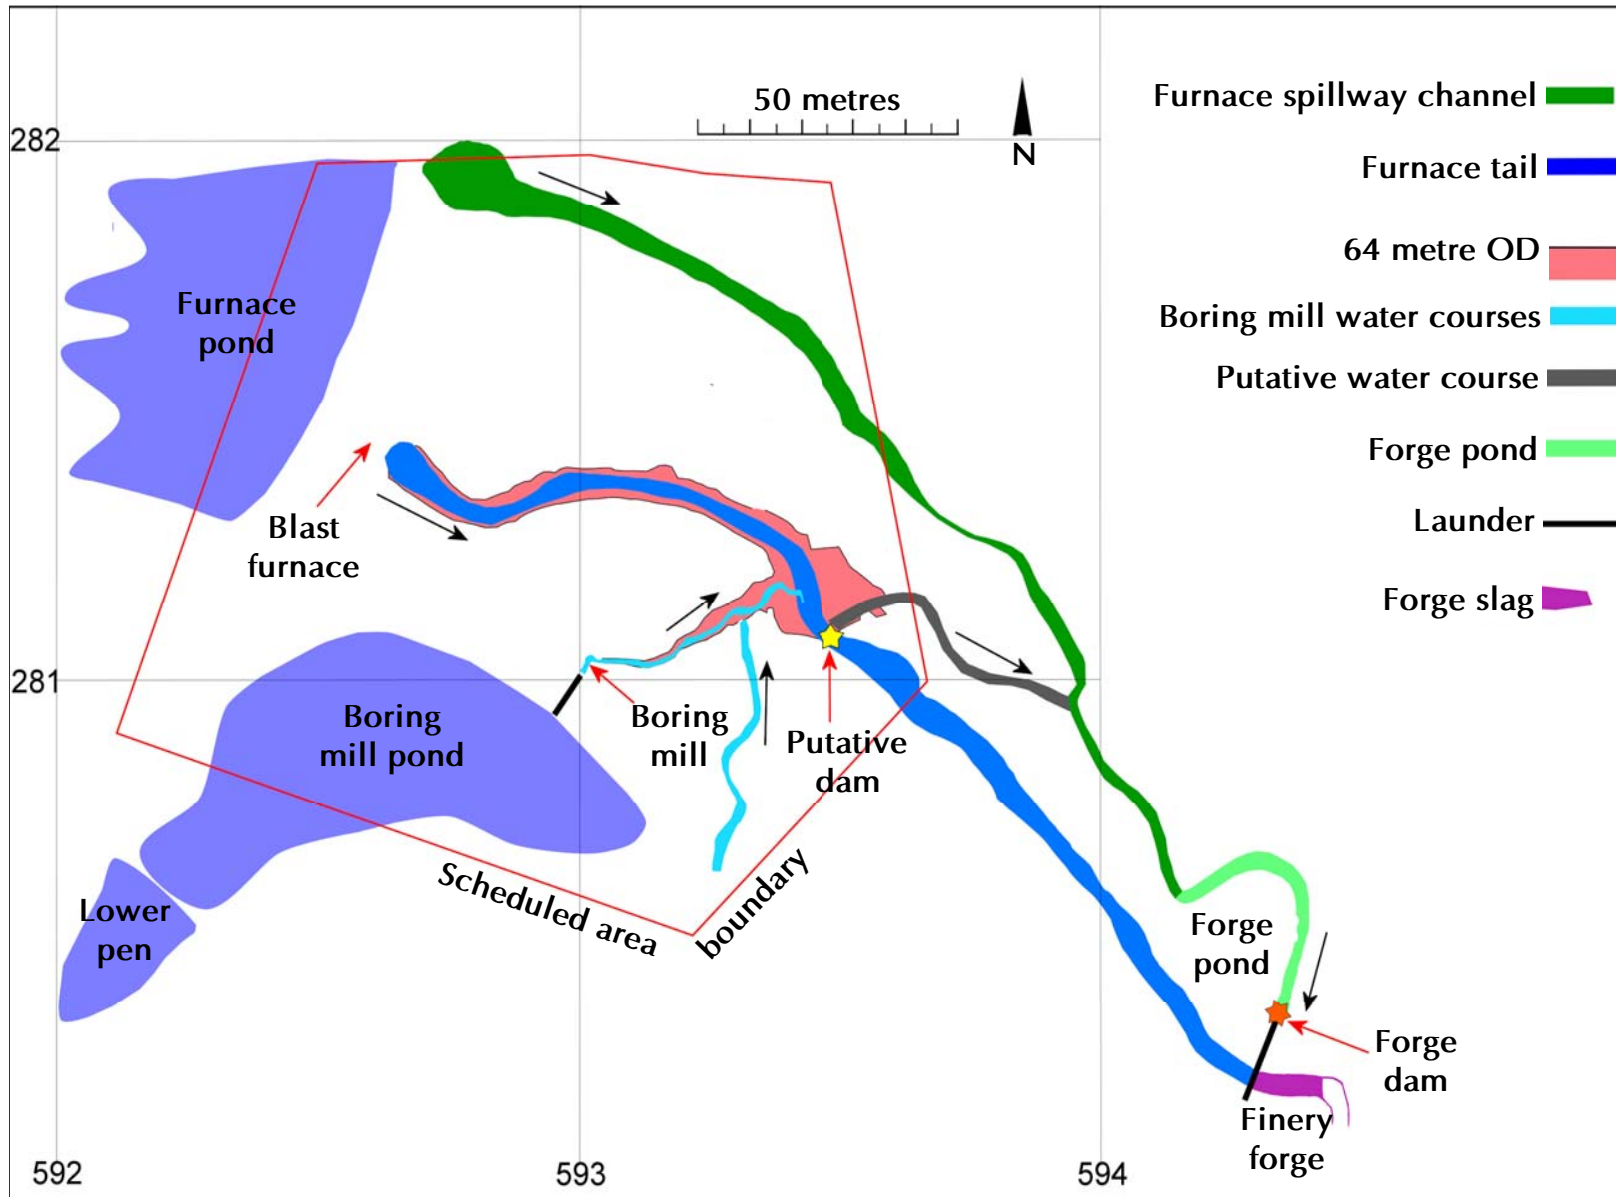 50 metres
N
282
281
592
593
594
Furnace spillway channel
Furnace tail
64 metre OD
Boring mill water courses
Putative water course
Forge pond
Launder
Forge slag
Furnace
pond
Blast
furnace
Boring
mill pond
Boring
mill
Putative
dam
Lower
pen
Scheduled area
boundary
Forge
pond
Forge
dam
Finery
forge